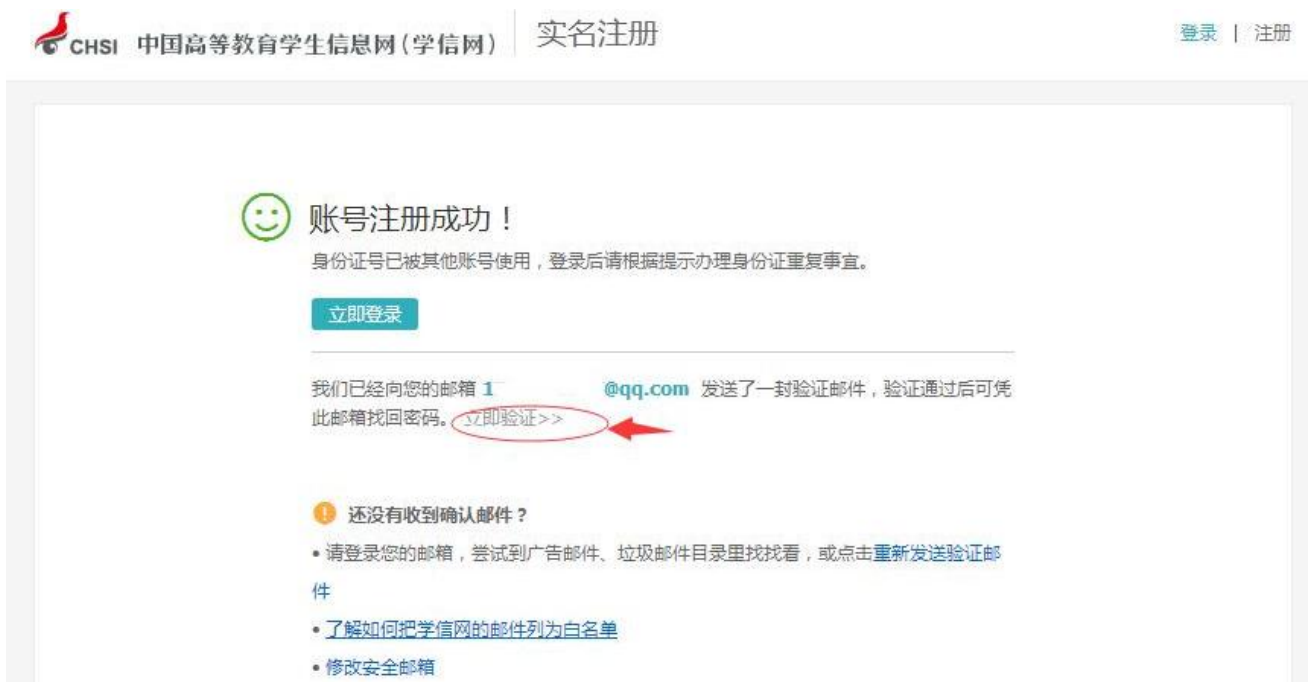 CHSI 中国高等教育学生信息网(学信网) 实名注册 登录 | 注册
账号注册成功！
身份证号已被其他账号使用，登录后请根据提示办理身份证重复事宜。
立即登录
我们已经向您的邮箱 1 @qq.com 发送了一封验证邮件，验证通过后可凭
此邮箱找回密码。立即验证>>
! 还没有收到确认邮件？
• 请登录您的邮箱，尝试到广告邮件、垃圾邮件目录里找找看，或点击重新发送验证邮
件
• 了解如何把学信网的邮件列为白名单
• 修改安全邮箱